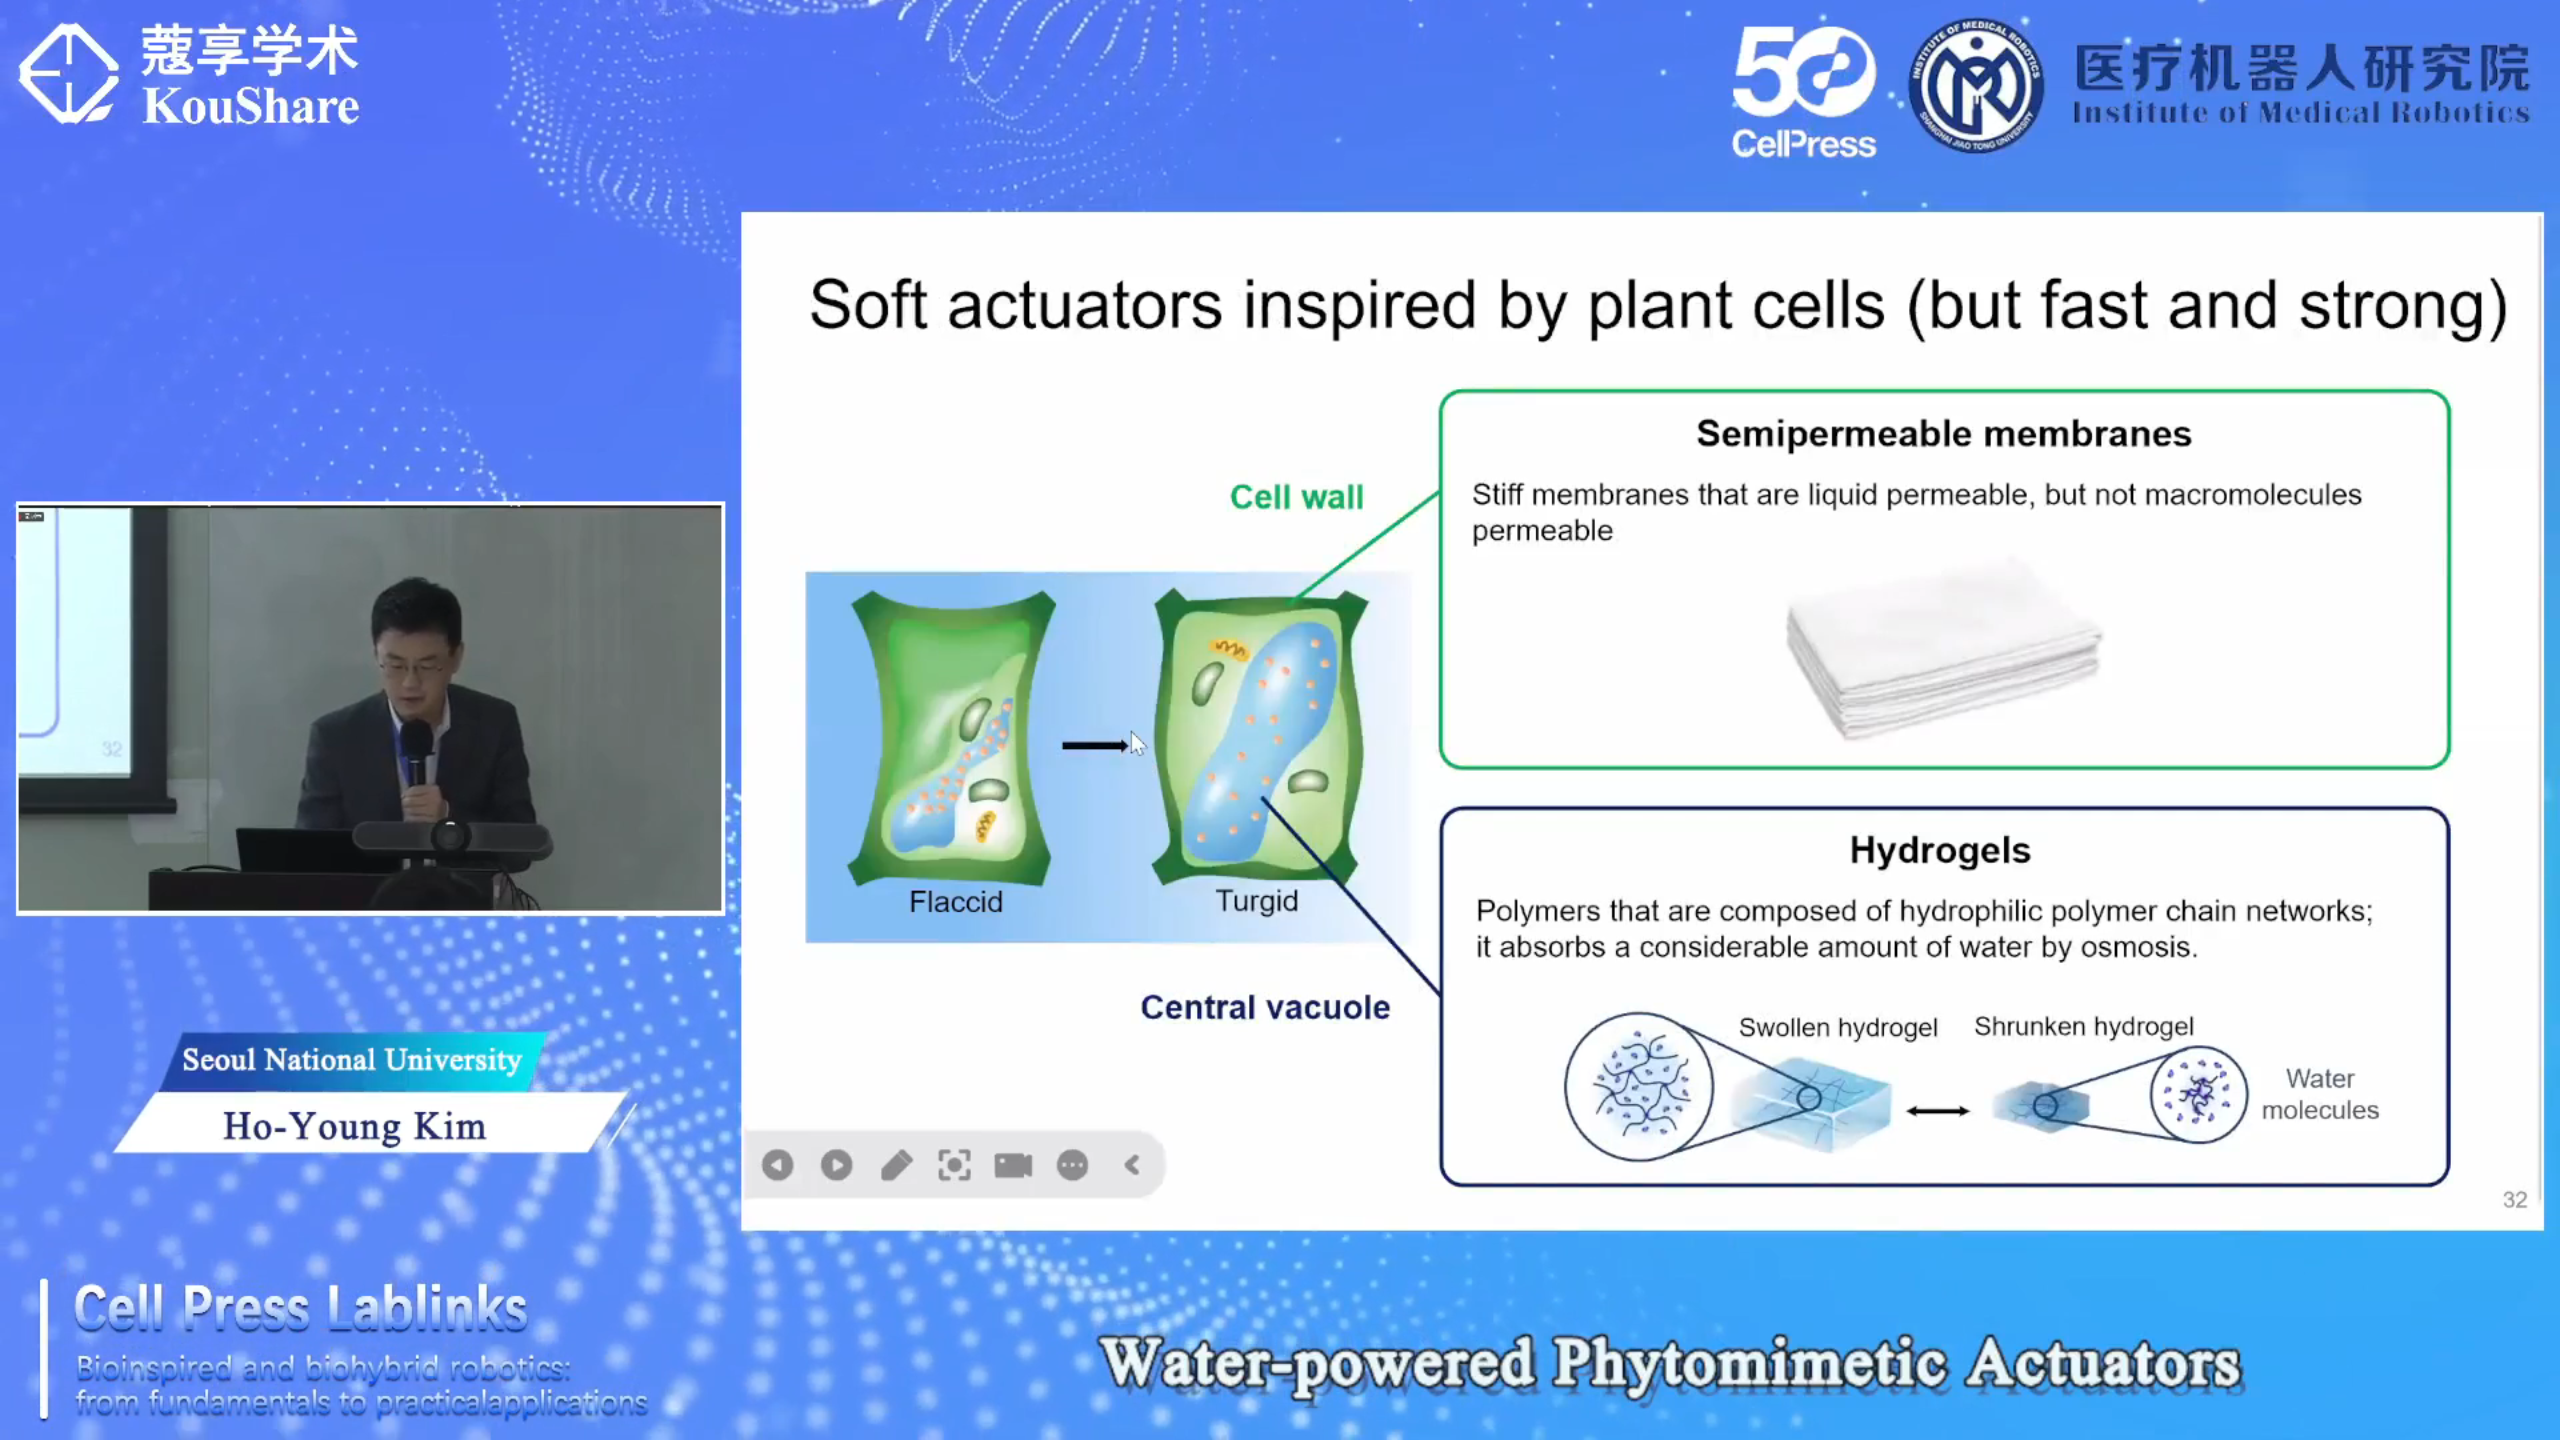 蔻享学术
KouShare
50
CellPress
INSTITUTE OF MEDICAL ROBOTICS
SHANGHAI JIAO TONG UNIVERSITY
医疗机器人研究院
Institute of Medical Robotics
Soft actuators inspired by plant cells (but fast and strong)
Semipermeable membranes
Stiff membranes that are liquid permeable, but not macromolecules
permeable
Cell wall
Flaccid
Turgid
Central vacuole
Hydrogels
Polymers that are composed of hydrophilic polymer chain networks;
it absorbs a considerable amount of water by osmosis.
Swollen hydrogel
Shrunken hydrogel
Water
molecules
32
32
Seoul National University
Ho-Young Kim
Cell Press Lablinks
Bioinspired and biohybrid robotics:
from fundamentals to practicalapplications
Water-powered Phytomimetic Actuators